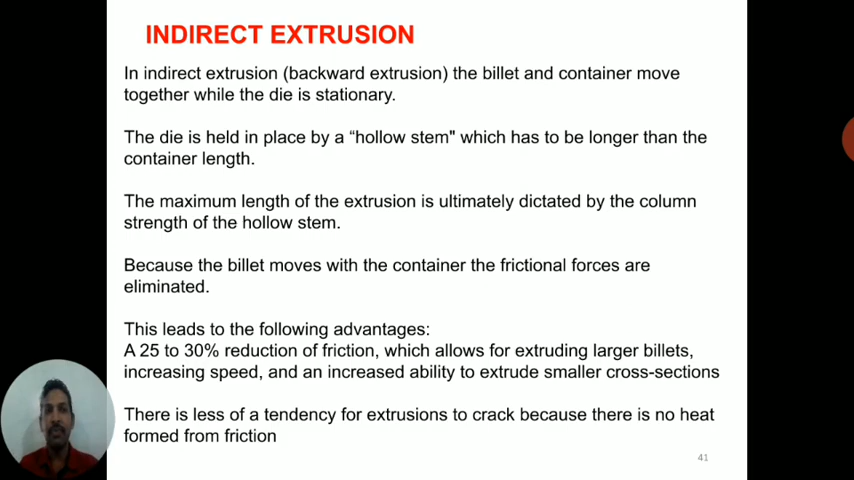 INDIRECT EXTRUSION
In indirect extrusion (backward extrusion) the billet and container move
together while the die is stationary.
The die is held in place by a “hollow stem" which has to be longer than the
container length.
The maximum length of the extrusion is ultimately dictated by the column
strength of the hollow stem.
Because the billet moves with the container the frictional forces are
eliminated.
This leads to the following advantages:
A 25 to 30% reduction of friction, which allows for extruding larger billets,
increasing speed, and an increased ability to extrude smaller cross-sections
There is less of a tendency for extrusions to crack because there is no heat
formed from friction
41